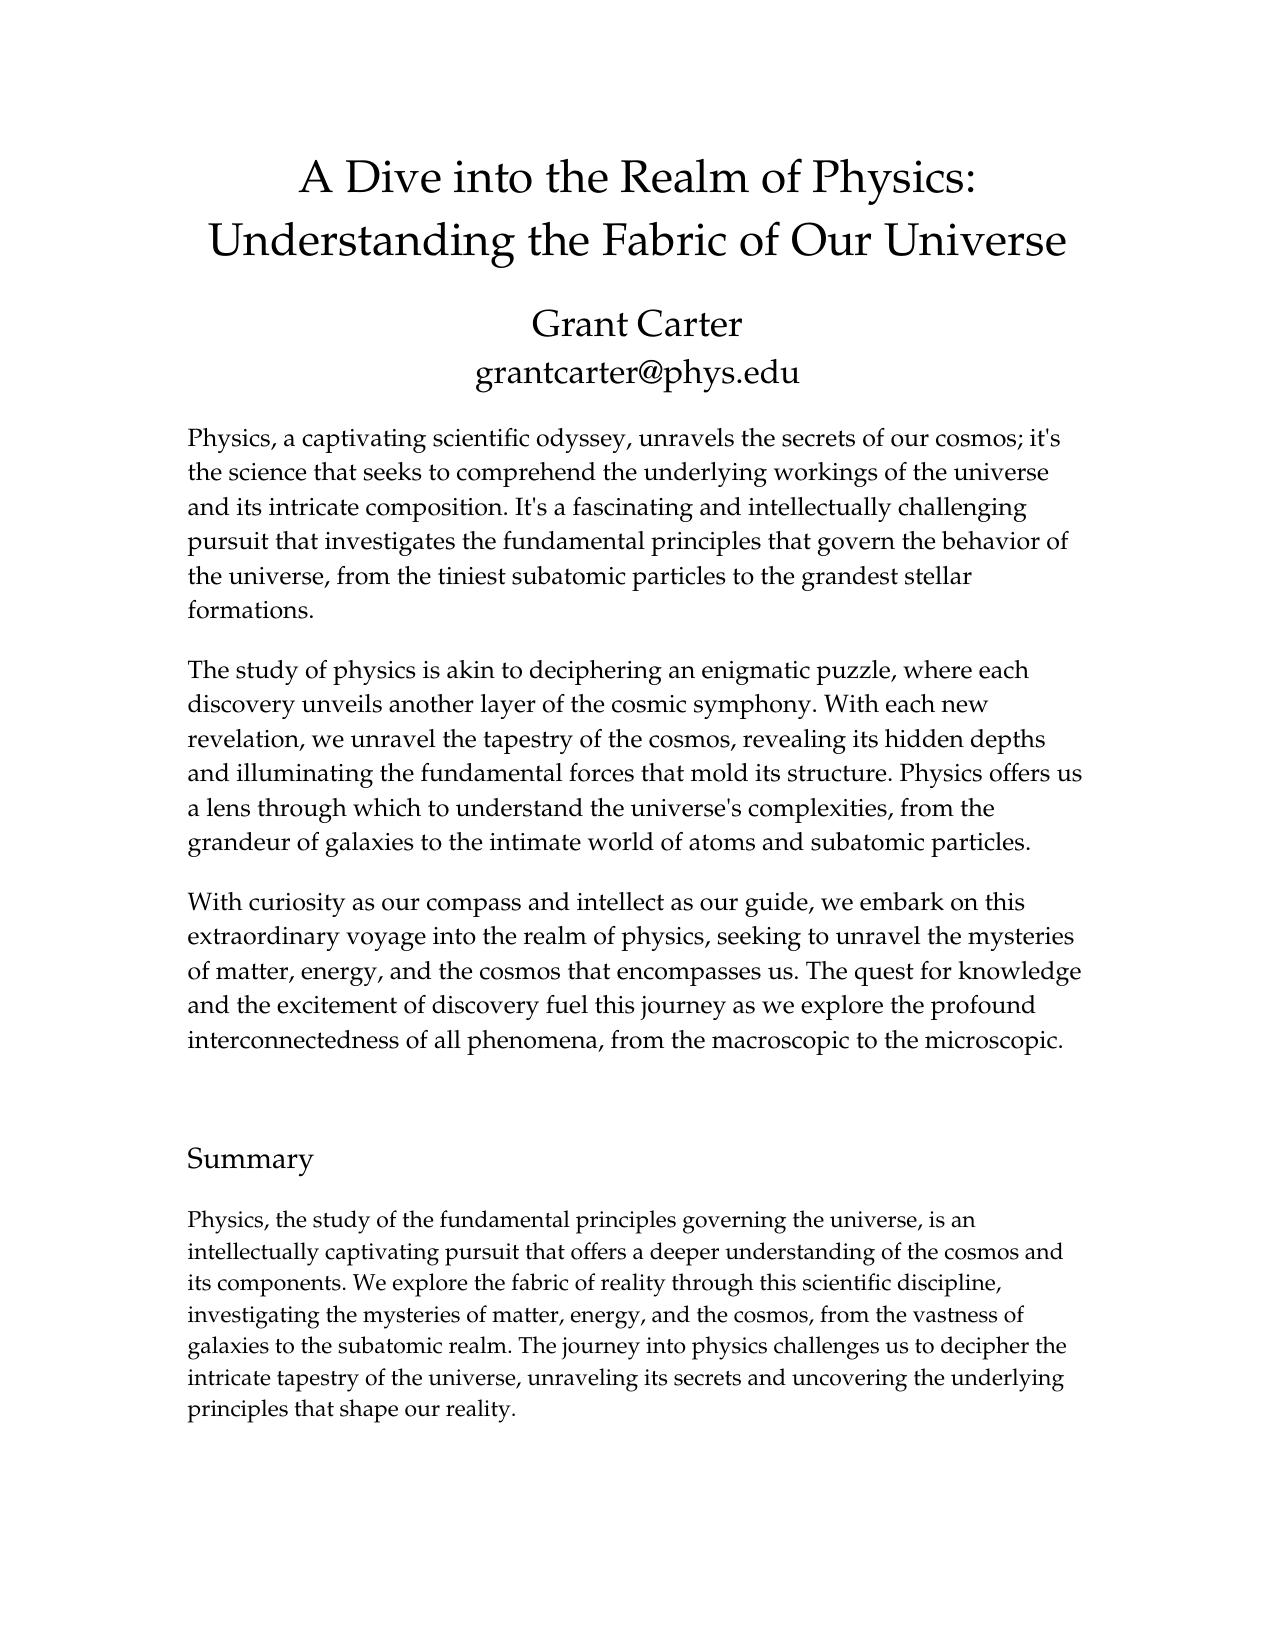 A Dive into the Realm of Physics:
Understanding the Fabric of Our Universe
Grant Carter
grantcarter@phys.edu
Physics, a captivating scientific odyssey, unravels the secrets of our cosmos; it's
the science that seeks to comprehend the underlying workings of the universe
and its intricate composition. It's a fascinating and intellectually challenging
pursuit that investigates the fundamental principles that govern the behavior of
the universe, from the tiniest subatomic particles to the grandest stellar
formations.
The study of physics is akin to deciphering an enigmatic puzzle, where each
discovery unveils another layer of the cosmic symphony. With each new
revelation, we unravel the tapestry of the cosmos, revealing its hidden depths
and illuminating the fundamental forces that mold its structure. Physics offers us
a lens through which to understand the universe's complexities, from the
grandeur of galaxies to the intimate world of atoms and subatomic particles.
With curiosity as our compass and intellect as our guide, we embark on this
extraordinary voyage into the realm of physics, seeking to unravel the mysteries
of matter, energy, and the cosmos that encompasses us. The quest for knowledge
and the excitement of discovery fuel this journey as we explore the profound
interconnectedness of all phenomena, from the macroscopic to the microscopic.
Summary
Physics, the study of the fundamental principles governing the universe, is an
intellectually captivating pursuit that offers a deeper understanding of the cosmos and
its components. We explore the fabric of reality through this scientific discipline,
investigating the mysteries of matter, energy, and the cosmos, from the vastness of
galaxies to the subatomic realm. The journey into physics challenges us to decipher the
intricate tapestry of the universe, unraveling its secrets and uncovering the underlying
principles that shape our reality.